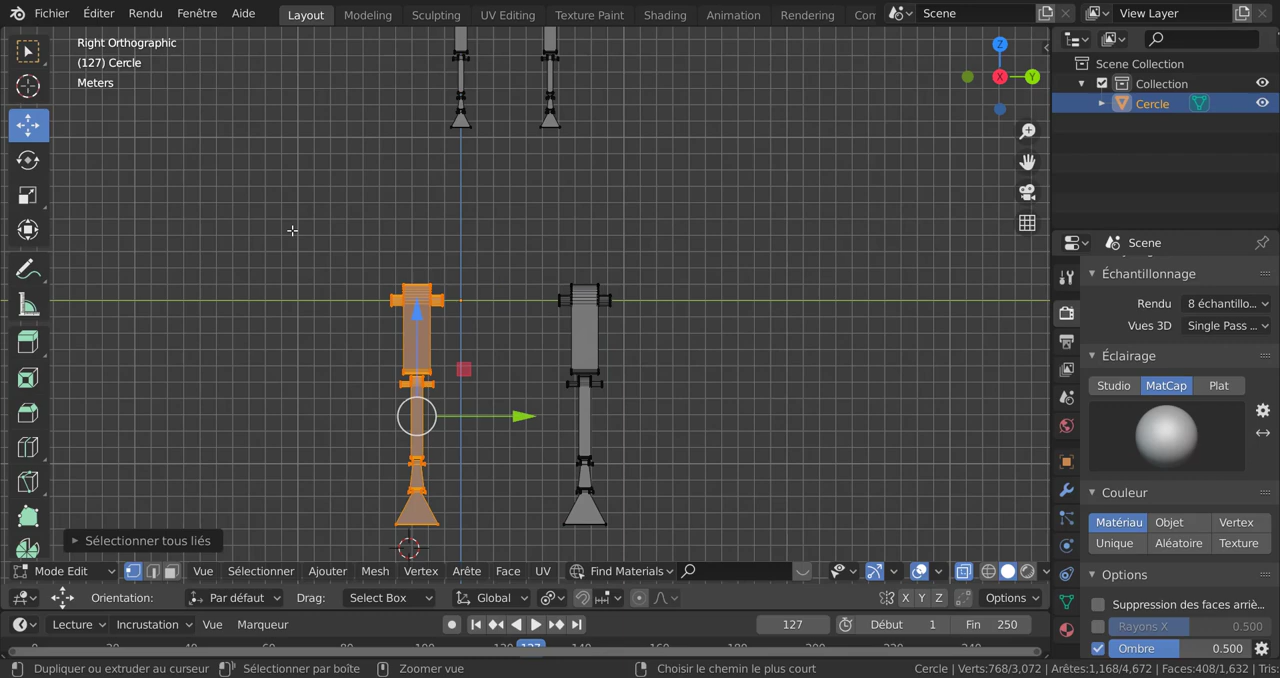 Fichier Éditer Rendu Fenêtre Aide Layout Modeling Sculpting UV Editing Texture Paint Shading Animation Rendering Scene View Layer
Right Orthographic
(127) Cercle
Meters
Z
X
Y
Scene Collection
Collection
Cercle
Scene
Échantillonnage
Rendu 8 échantillo...
Vues 3D Single Pass ...
Éclairage
Studio MatCap Plat
Couleur
Matériau Objet Vertex
Unique Aléatoire Texture
Options
Suppression des faces arriè...
Rayons X 0.500
Ombre 0.500
Sélectionner tous liés
Mode Edit Vue Sélectionner Ajouter Mesh Vertex Arête Face UV Find Materials
Orientation: Par défaut Drag: Select Box Global X Y Z Options
Lecture Incrustation Vue Marqueur 127 Début 1 Fin 250
Dupliquer ou extruder au curseur Sélectionner par boîte Zoomer vue Choisir le chemin le plus court Cercle | Verts:768/3,072 | Arêtes:1,168/4,672 | Faces:408/1,632 | Tris: